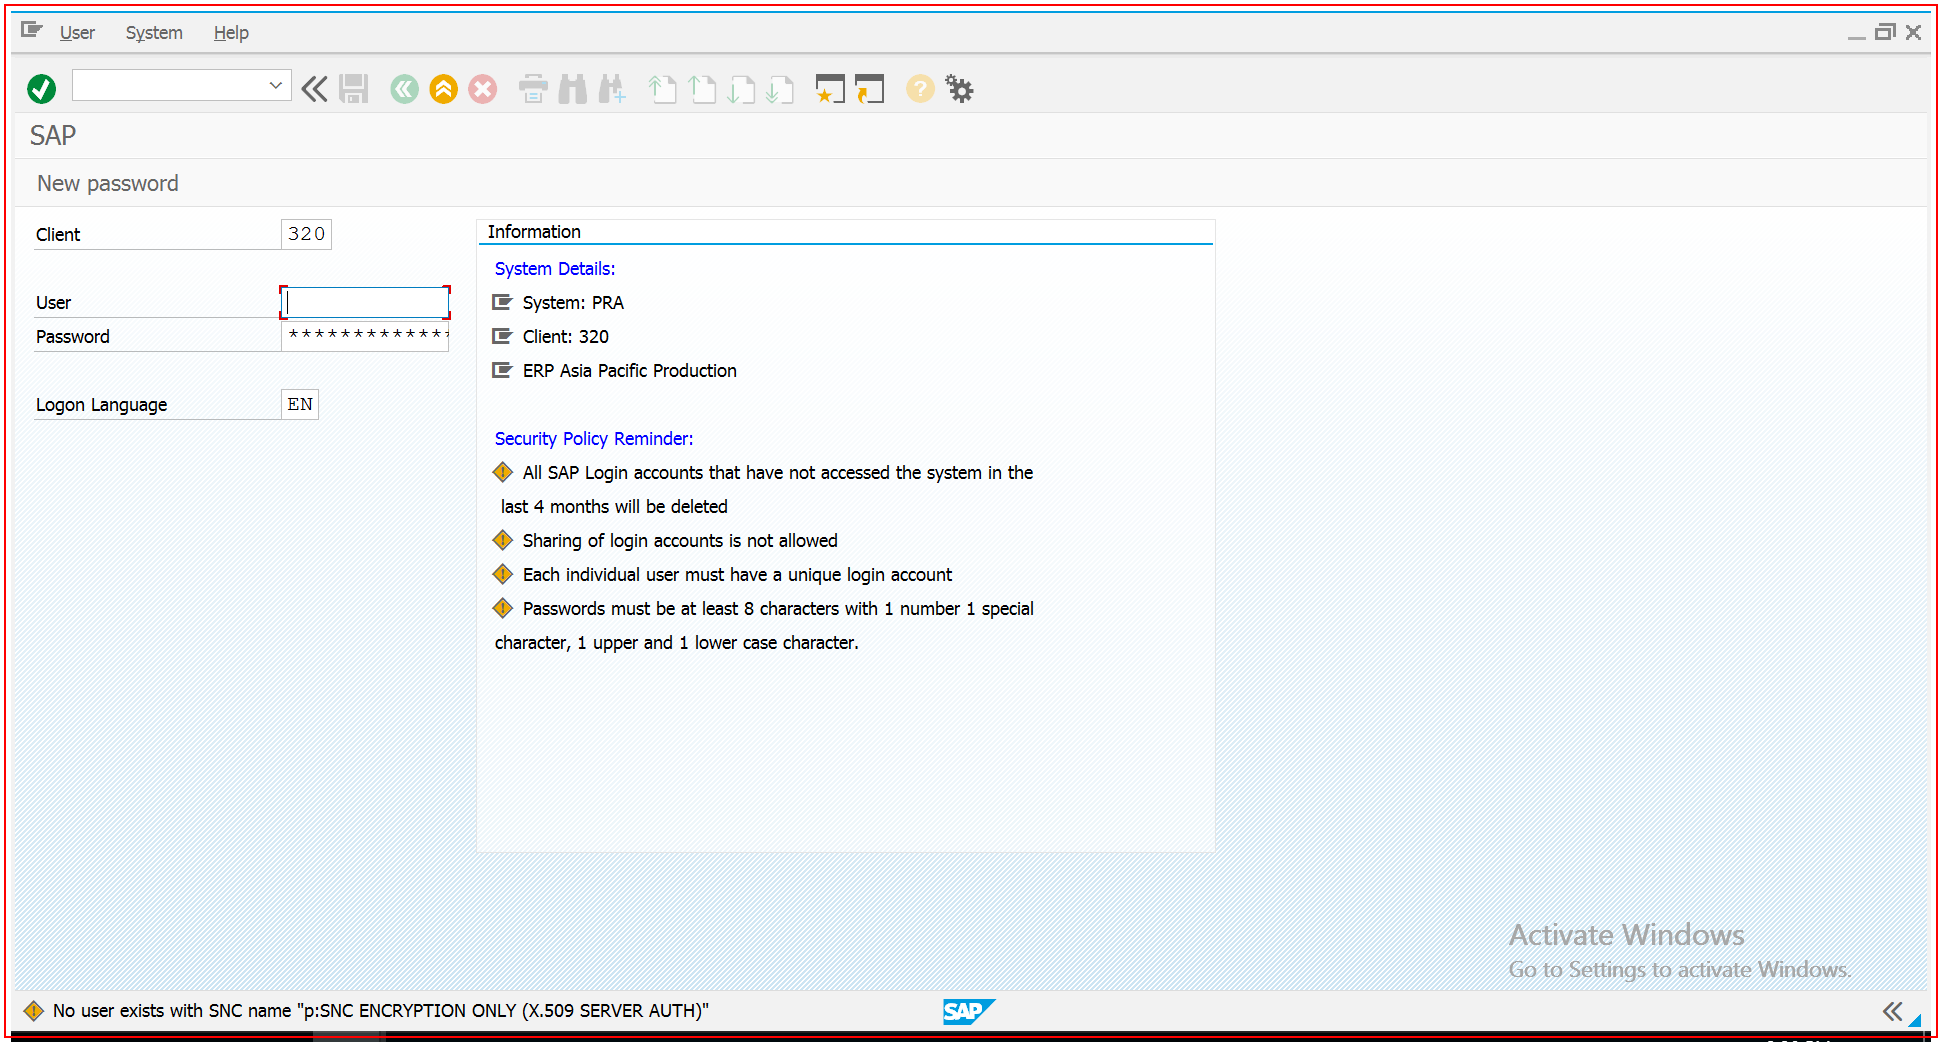 User System Help
SAP
New password
Client 320
User
Password *************
Logon Language EN
Information
System Details:
System: PRA
Client: 320
ERP Asia Pacific Production
Security Policy Reminder:
All SAP Login accounts that have not accessed the system in the
last 4 months will be deleted
Sharing of login accounts is not allowed
Each individual user must have a unique login account
Passwords must be at least 8 characters with 1 number 1 special
character, 1 upper and 1 lower case character.
Activate Windows
Go to Settings to activate Windows.
No user exists with SNC name "p:SNC ENCRYPTION ONLY (X.509 SERVER AUTH)"
SAP